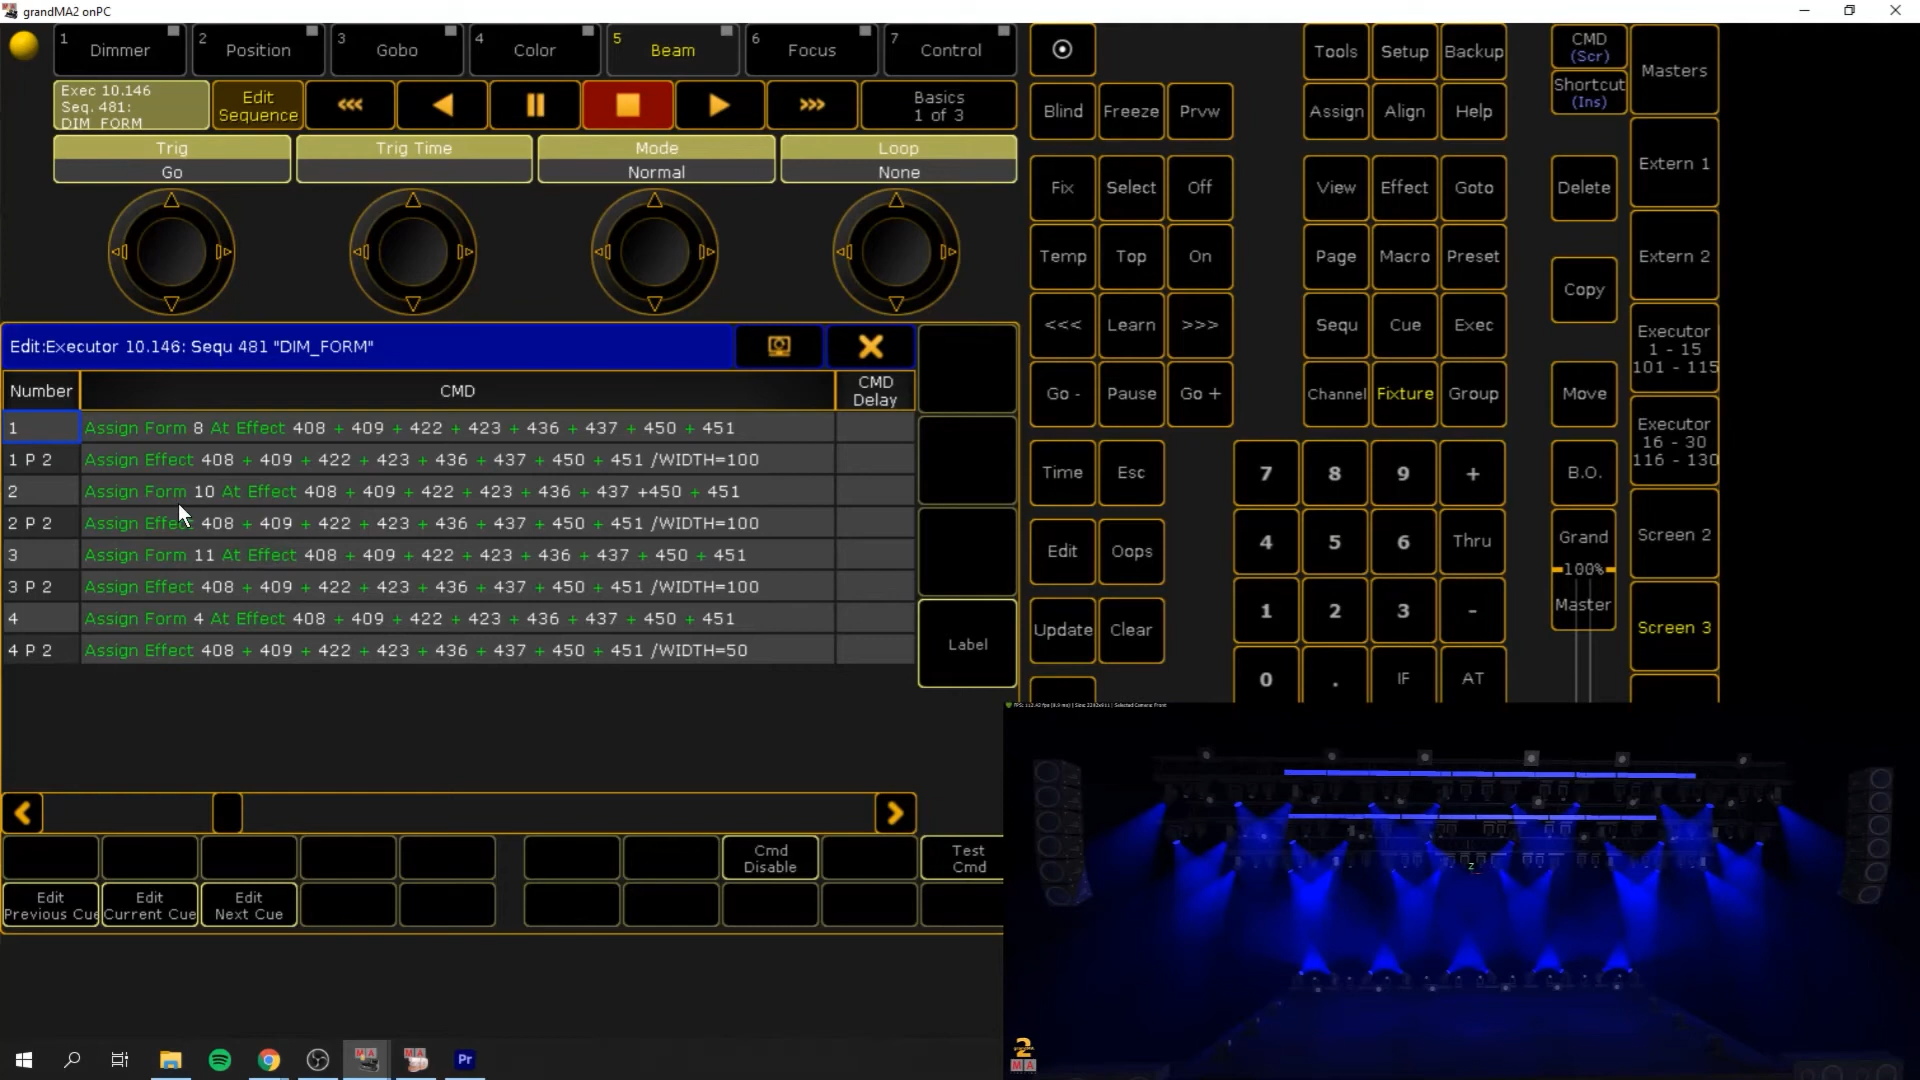 grandMA2 onPC
1 Dimmer
2 Position
3 Gobo
4 Color
5 Beam
6 Focus
7 Control
Exec 10.146
Seq. 481:
DIM_FORM
Edit
Sequence
Basics
1 of 3
Trig
Go
Trig Time
Mode
Normal
Loop
None
Edit:Executor 10.146: Sequ 481 "DIM_FORM"
Number CMD CMD Delay
1 Assign Form 8 At Effect 408 + 409 + 422 + 423 + 436 + 437 + 450 + 451
1 P 2 Assign Effect 408 + 409 + 422 + 423 + 436 + 437 + 450 + 451 /WIDTH=100
2 Assign Form 10 At Effect 408 + 409 + 422 + 423 + 436 + 437 +450 + 451
2 P 2 Assign Effect 408 + 409 + 422 + 423 + 436 + 437 + 450 + 451 /WIDTH=100
3 Assign Form 11 At Effect 408 + 409 + 422 + 423 + 436 + 437 + 450 + 451
3 P 2 Assign Effect 408 + 409 + 422 + 423 + 436 + 437 + 450 + 451 /WIDTH=100
4 Assign Form 4 At Effect 408 + 409 + 422 + 423 + 436 + 437 + 450 + 451
4 P 2 Assign Effect 408 + 409 + 422 + 423 + 436 + 437 + 450 + 451 /WIDTH=50
Label
Cmd
Disable
Test
Cmd
Edit
Previous Cue
Edit
Current Cue
Edit
Next Cue
Tools Setup Backup
Blind Freeze Prvw Assign Align Help
Fix Select Off View Effect Goto
Temp Top On Page Macro Preset
<<< Learn >>> Sequ Cue Exec
Go - Pause Go + Channel Fixture Group
Time Esc 7 8 9 +
Edit Oops 4 5 6 Thru
Update Clear 1 2 3 -
0 . IF AT
CMD
(Scr)
Shortcut
(Ins)
Delete
Copy
Move
B.O.
Grand
100%
Master
Masters
Extern 1
Extern 2
Executor
1 - 15
101 - 115
Executor
16 - 30
116 - 130
Screen 2
Screen 3
Z
2
grandMA
MA
Pr